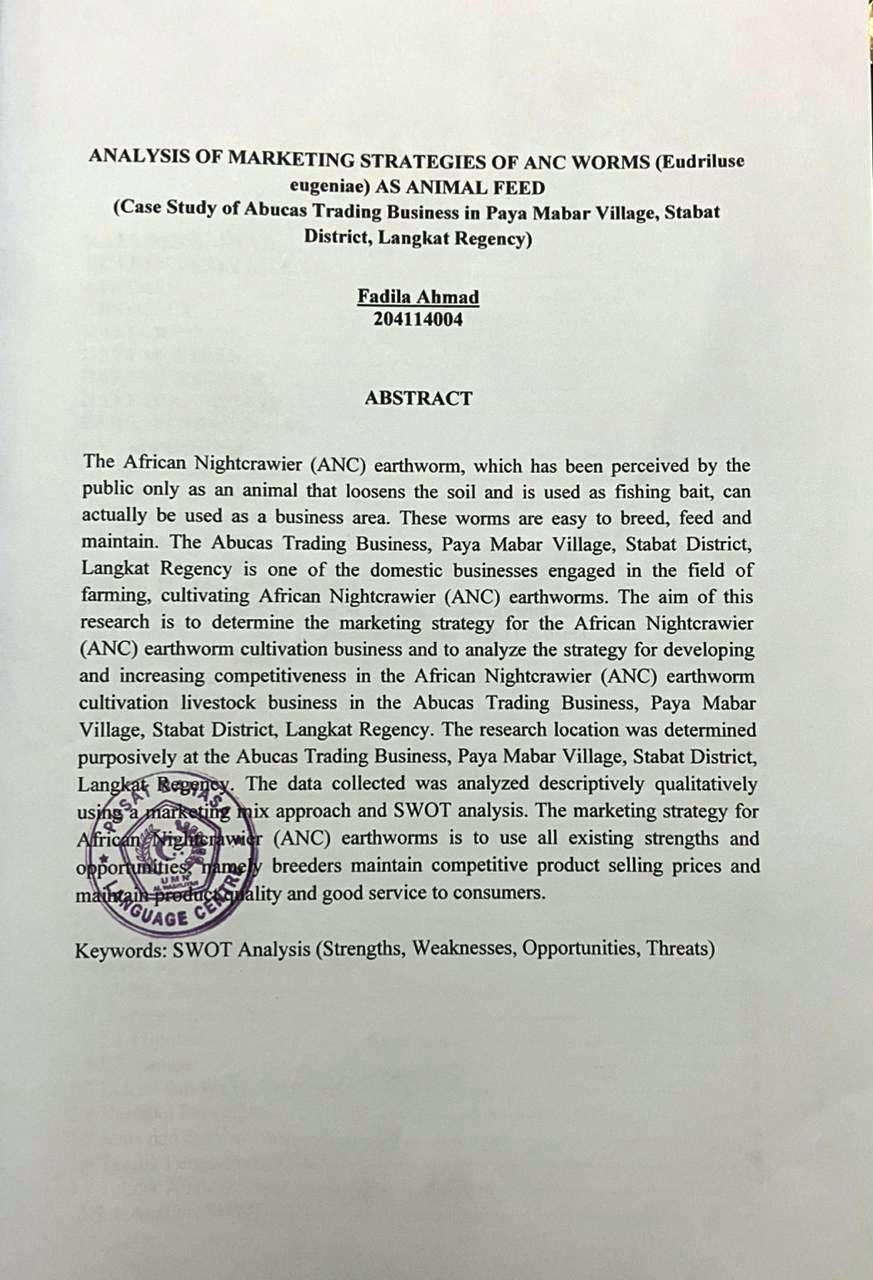 ANALYSIS OF MARKETING STRATEGIES OF ANC WORMS (Eudriluse
eugeniae) AS ANIMAL FEED
(Case Study of Abucas Trading Business in Paya Mabar Village, Stabat
District, Langkat Regency)
Fadila Ahmad
204114004
ABSTRACT
The African Nightcrawier (ANC) earthworm, which has been perceived by the
public only as an animal that loosens the soil and is used as fishing bait, can
actually be used as a business area. These worms are easy to breed, feed and
maintain. The Abucas Trading Business, Paya Mabar Village, Stabat District,
Langkat Regency is one of the domestic businesses engaged in the field of
farming, cultivating African Nightcrawier (ANC) earthworms. The aim of this
research is to determine the marketing strategy for the African Nightcrawier
(ANC) earthworm cultivation business and to analyze the strategy for developing
and increasing competitiveness in the African Nightcrawier (ANC) earthworm
cultivation livestock business in the Abucas Trading Business, Paya Mabar
Village, Stabat District, Langkat Regency. The research location was determined
purposively at the Abucas Trading Business, Paya Mabar Village, Stabat District,
Langkat Regency. The data collected was analyzed descriptively qualitatively
using a marketing mix approach and SWOT analysis. The marketing strategy for
African Nightcrawier (ANC) earthworms is to use all existing strengths and
opportunities, namely breeders maintain competitive product selling prices and
maintain product quality and good service to consumers.
PUSAT BAHASA
UMN
LANGUAGE CENTRE
Keywords: SWOT Analysis (Strengths, Weaknesses, Opportunities, Threats)